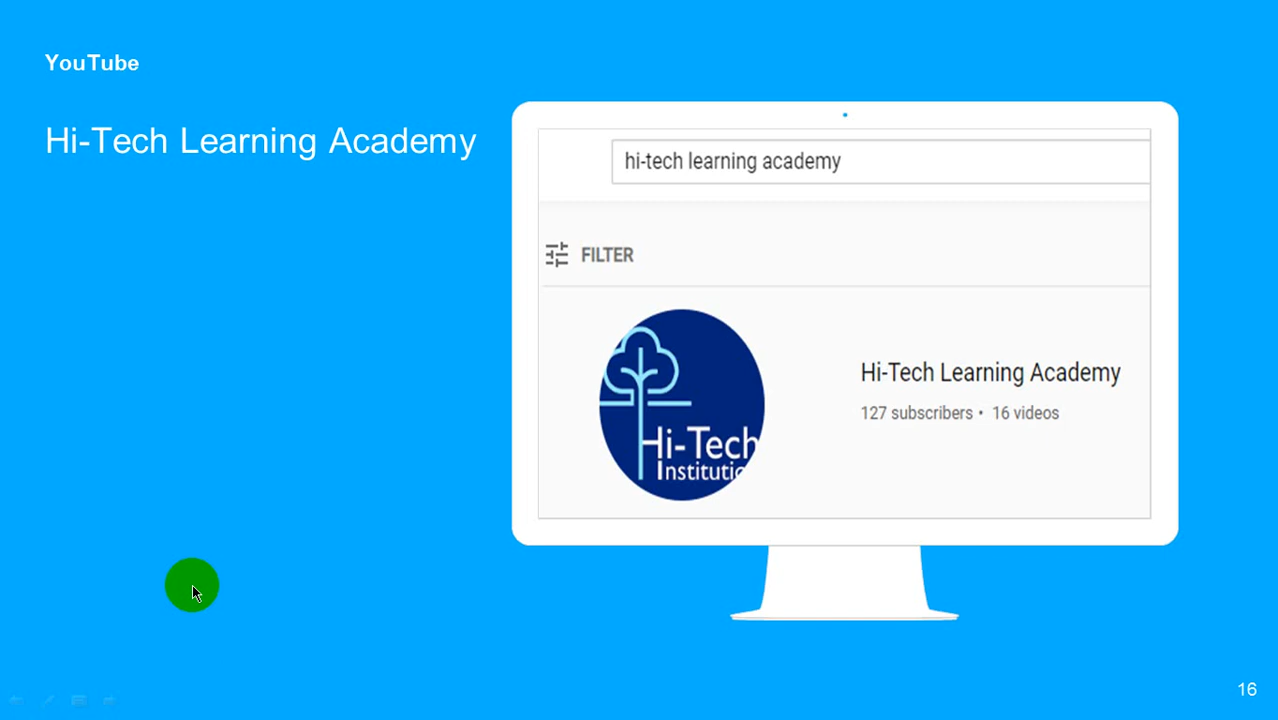 YouTube
Hi-Tech Learning Academy
hi-tech learning academy
FILTER
Hi-Tech
Institutio
Hi-Tech Learning Academy
127 subscribers • 16 videos
16